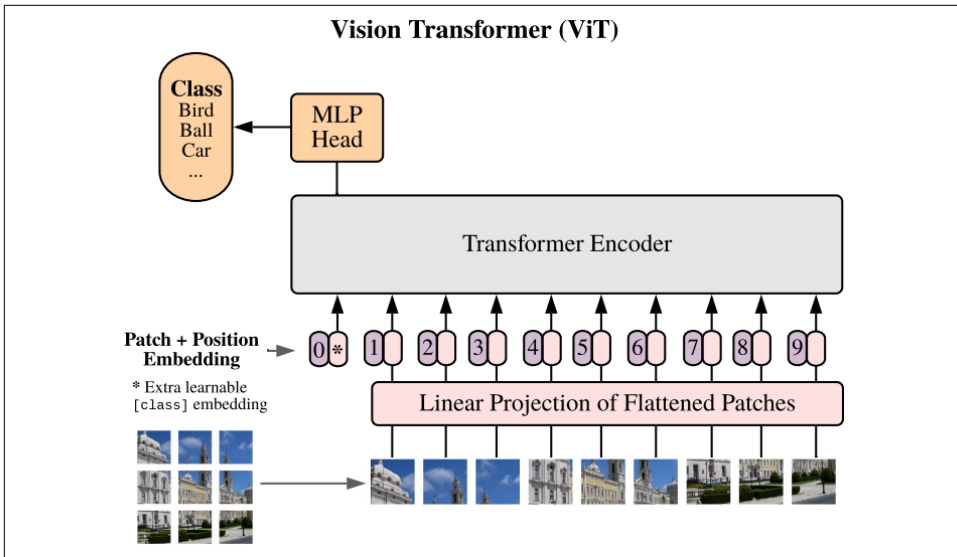 Vision Transformer (ViT)
Class
Bird
Ball
Car
...
MLP
Head
Transformer Encoder
Patch + Position
Embedding
0 * 1 2 3 4 5 6 7 8 9
* Extra learnable
[class] embedding
Linear Projection of Flattened Patches